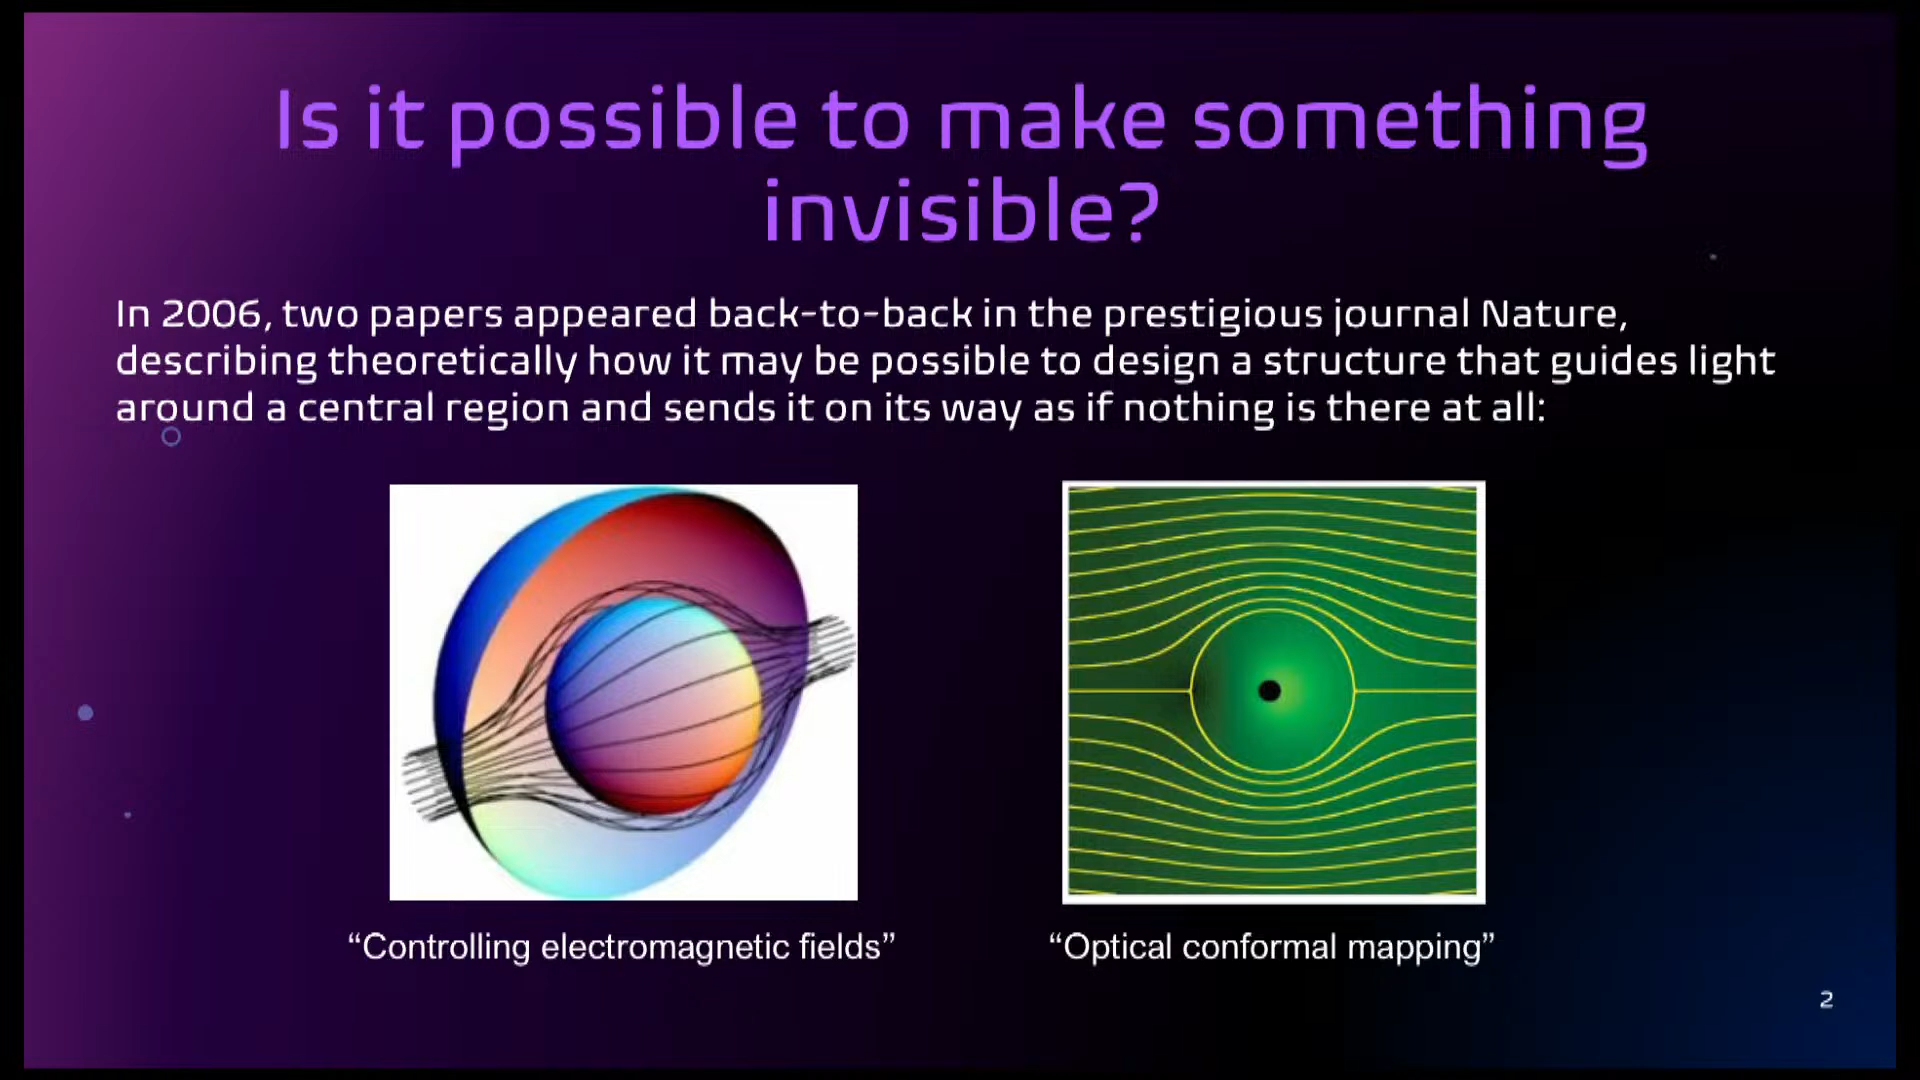 Is it possible to make something
invisible?
In 2006, two papers appeared back-to-back in the prestigious journal Nature,
describing theoretically how it may be possible to design a structure that guides light
around a central region and sends it on its way as if nothing is there at all:
“Controlling electromagnetic fields”
“Optical conformal mapping”
2